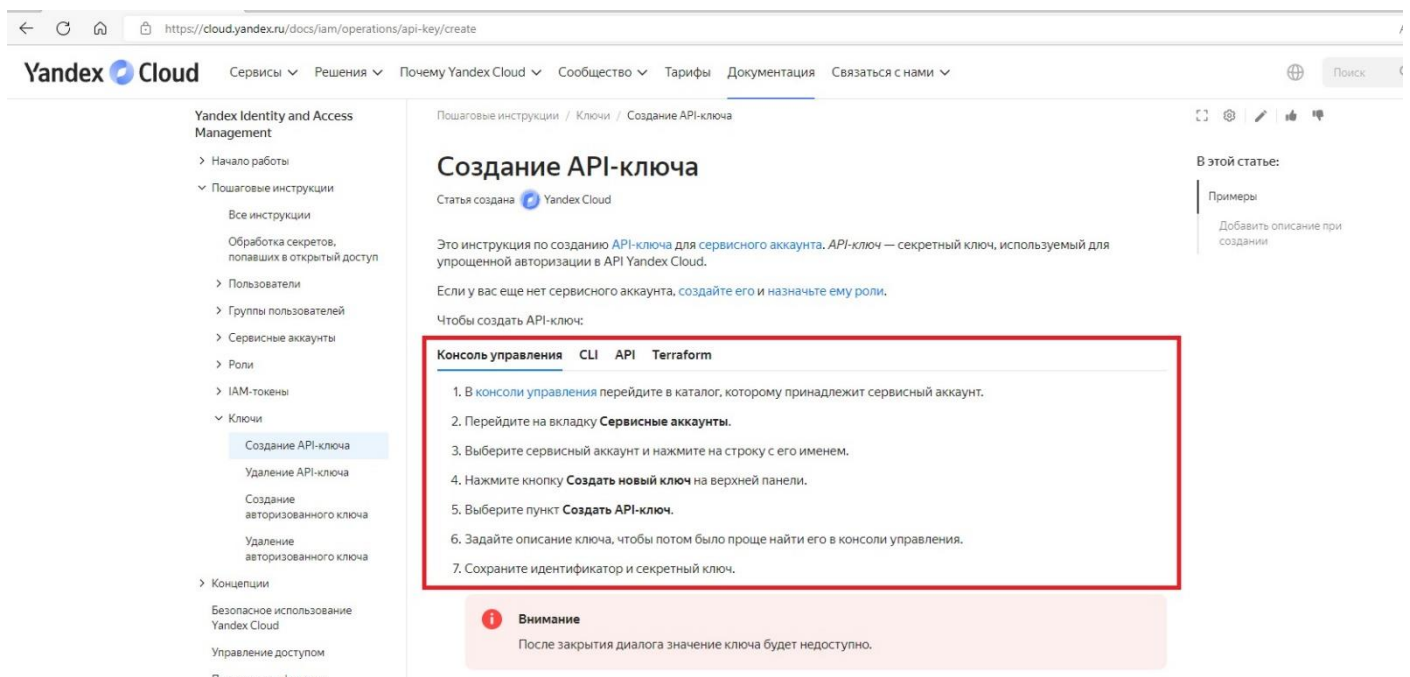 https://cloud.yandex.ru/docs/iam/operations/api-key/create
Yandex Cloud
Сервисы Решения Почему Yandex Cloud Сообщество Тарифы Документация Связаться с нами Поиск
Yandex Identity and Access
Management
Начало работы
Пошаговые инструкции
Все инструкции
Обработка секретов,
попавших в открытый доступ
Пользователи
Группы пользователей
Сервисные аккаунты
Роли
IAM-токены
Ключи
Создание API-ключа
Удаление API-ключа
Создание
авторизованного ключа
Удаление
авторизованного ключа
Концепции
Безопасное использование
Yandex Cloud
Управление доступом
Пошаговые инструкции / Ключи / Создание API-ключа
Создание API-ключа
Статья создана Yandex Cloud
Это инструкция по созданию API-ключа для сервисного аккаунта. API-ключ — секретный ключ, используемый для
упрощенной авторизации в API Yandex Cloud.
Если у вас еще нет сервисного аккаунта, создайте его и назначьте ему роли.
Чтобы создать API-ключ:
Консоль управления CLI API Terraform
1. В консоли управления перейдите в каталог, которому принадлежит сервисный аккаунт.
2. Перейдите на вкладку Сервисные аккаунты.
3. Выберите сервисный аккаунт и нажмите на строку с его именем.
4. Нажмите кнопку Создать новый ключ на верхней панели.
5. Выберите пункт Создать API-ключ.
6. Задайте описание ключа, чтобы потом было проще найти его в консоли управления.
7. Сохраните идентификатор и секретный ключ.
Внимание
После закрытия диалога значение ключа будет недоступно.
В этой статье:
Примеры
Добавить описание при
создании